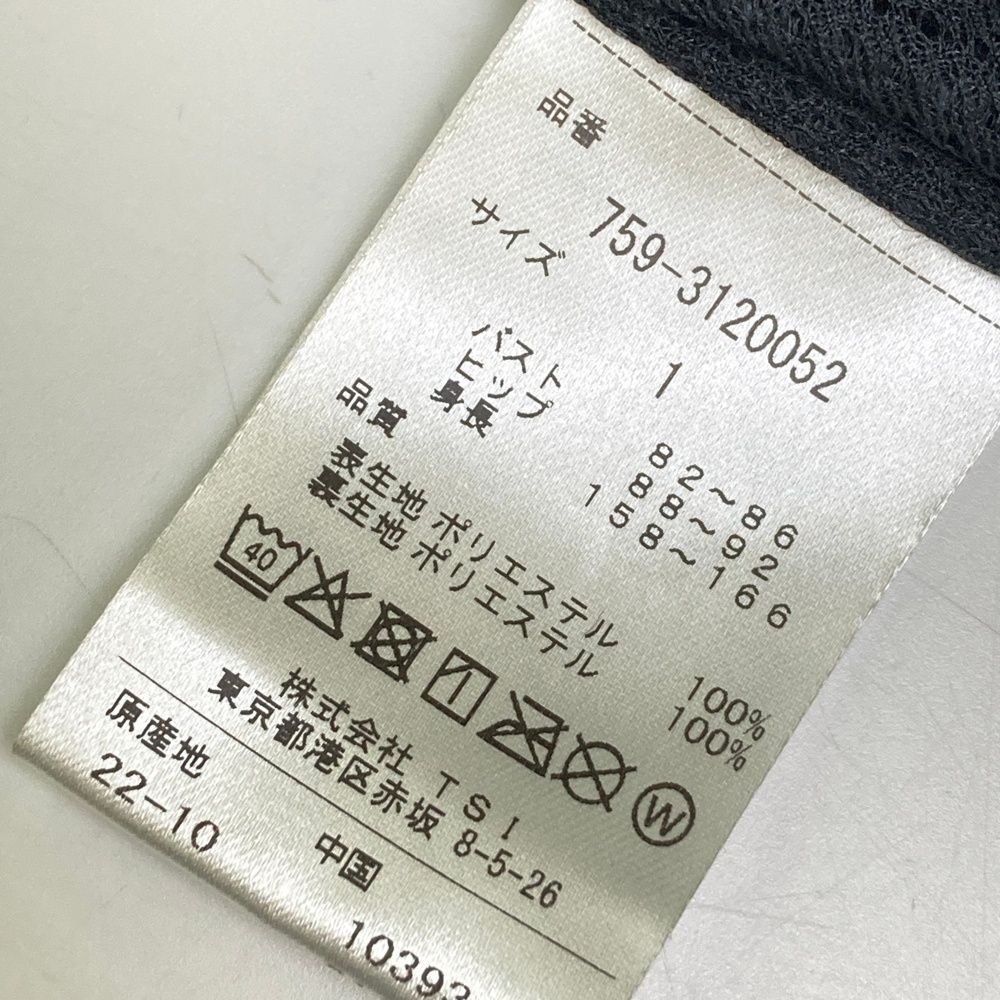 品番
759-3120052
サイズ
1
バスト 82～86
ヒップ 88～92
身長 158～166
品質
表生地 ポリエステル 100%
裏生地 ポリエステル 100%
40
W
株式会社 TSI
東京都港区赤坂 8-5-26
原産地 中国
22-10 10393